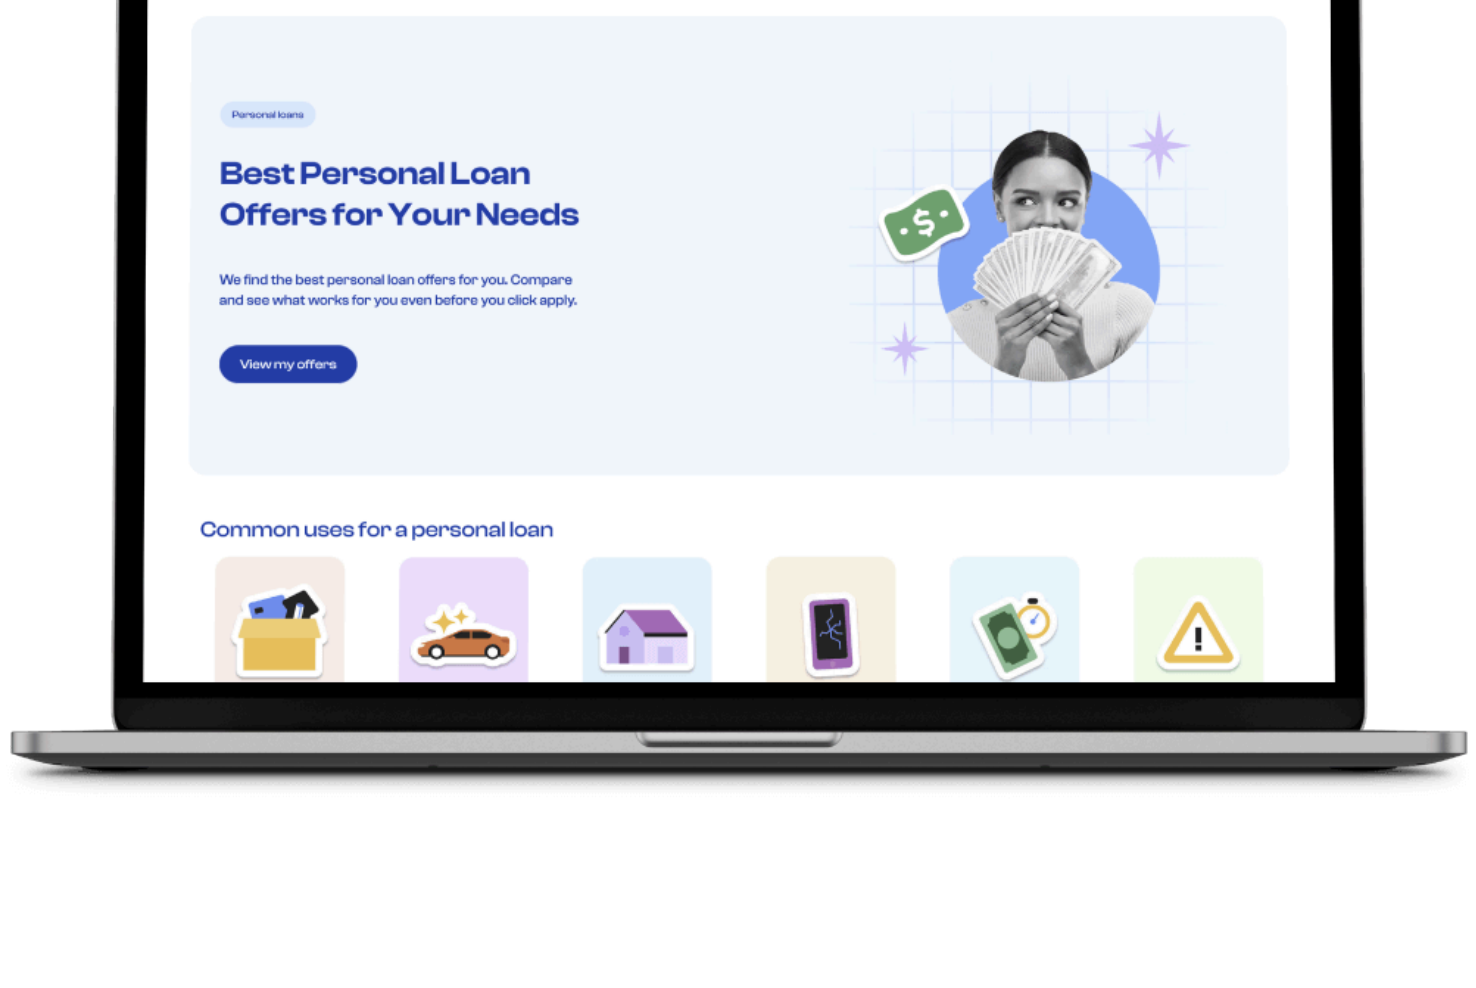 Personal loans
Best Personal Loan
Offers for Your Needs
We find the best personal loan offers for you. Compare
and see what works for you even before you click apply.
View my offers
Common uses for a personal loan